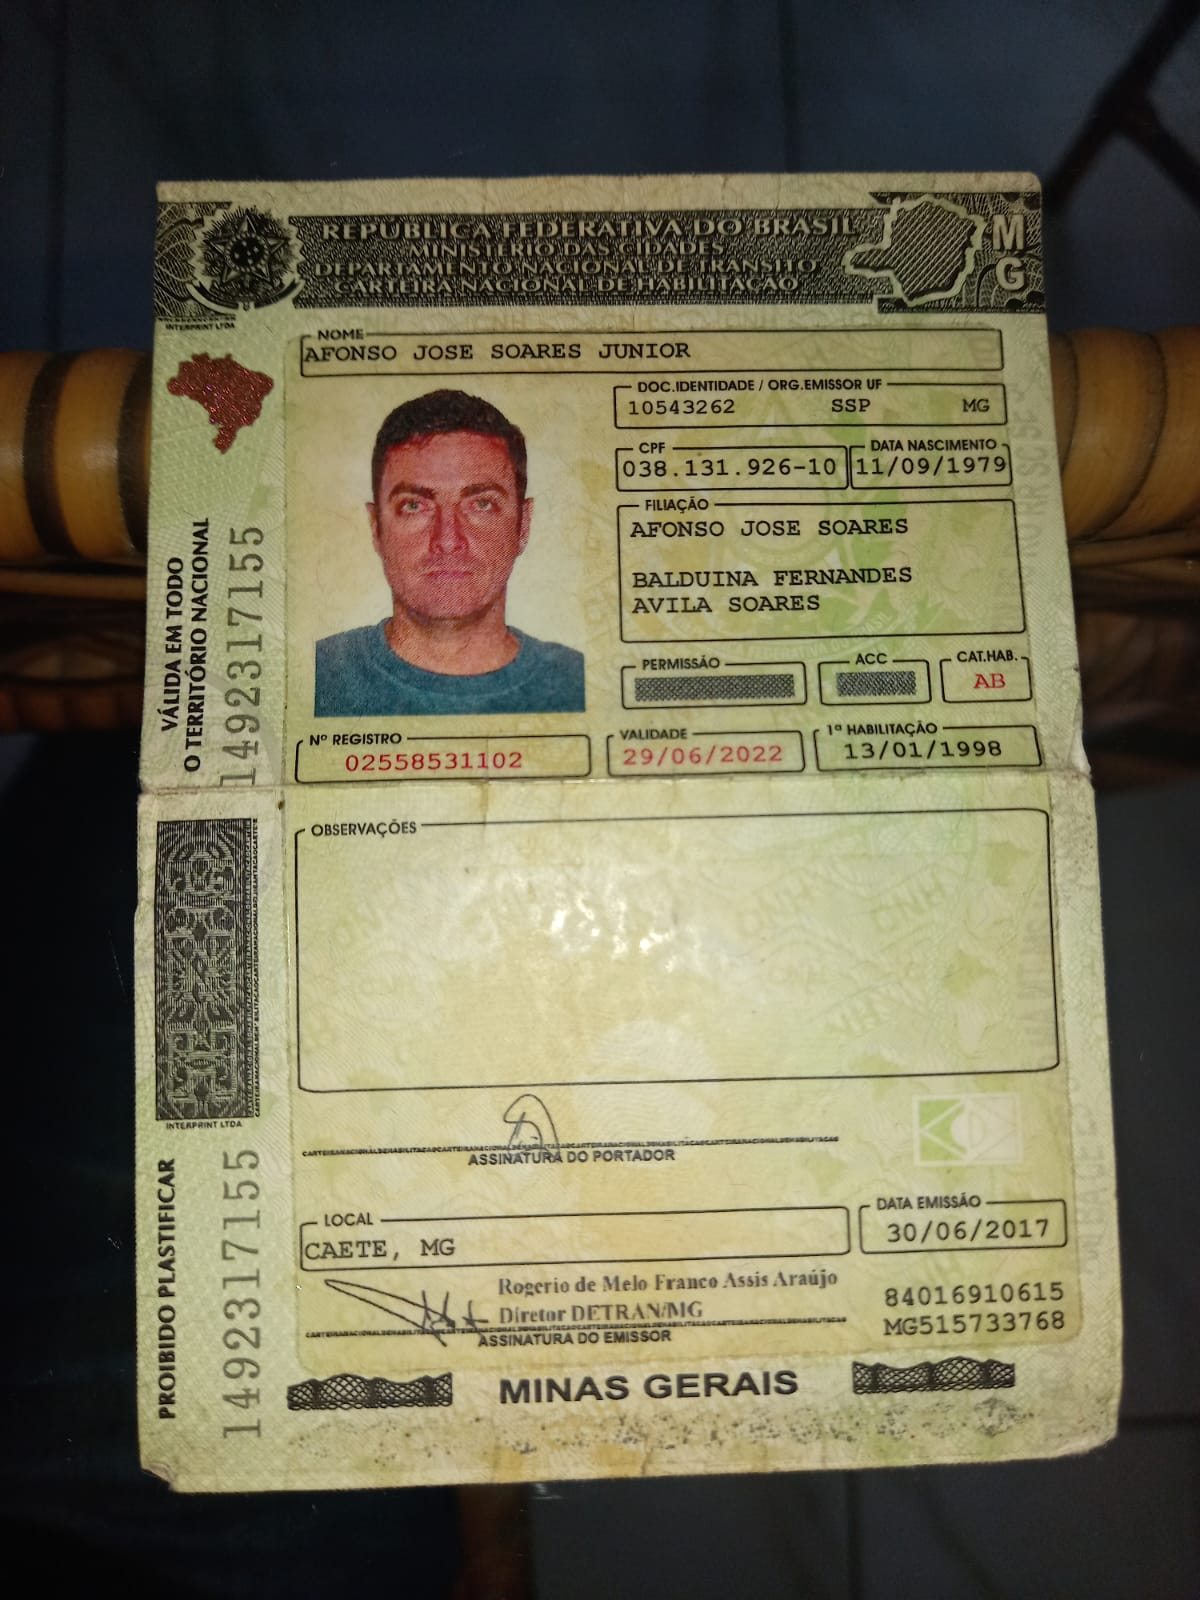 REPÚBLICA FEDERATIVA DO BRASIL
MINISTÉRIO DAS CIDADES
DEPARTAMENTO NACIONAL DE TRÂNSITO
CARTEIRA NACIONAL DE HABILITAÇÃO
MG
INTERPRINT LTDA
NOME
AFONSO JOSE SOARES JUNIOR
DOC.IDENTIDADE / ORG.EMISSOR UF
10543262 SSP MG
CPF
038.131.926-10
DATA NASCIMENTO
11/09/1979
FILIAÇÃO
AFONSO JOSE SOARES
BALDUINA FERNANDES
AVILA SOARES
PERMISSÃO
ACC
CAT.HAB.
AB
Nº REGISTRO
02558531102
VALIDADE
29/06/2022
1ª HABILITAÇÃO
13/01/1998
VÁLIDA EM TODO
O TERRITÓRIO NACIONAL
1492317155
OBSERVAÇÕES
INTERPRINT LTDA
ASSINATURA DO PORTADOR
LOCAL
CAETE, MG
DATA EMISSÃO
30/06/2017
Rogerio de Melo Franco Assis Araújo
Diretor DETRAN/MG
ASSINATURA DO EMISSOR
84016910615
MG515733768
PROIBIDO PLASTIFICAR
1492317155
MINAS GERAIS